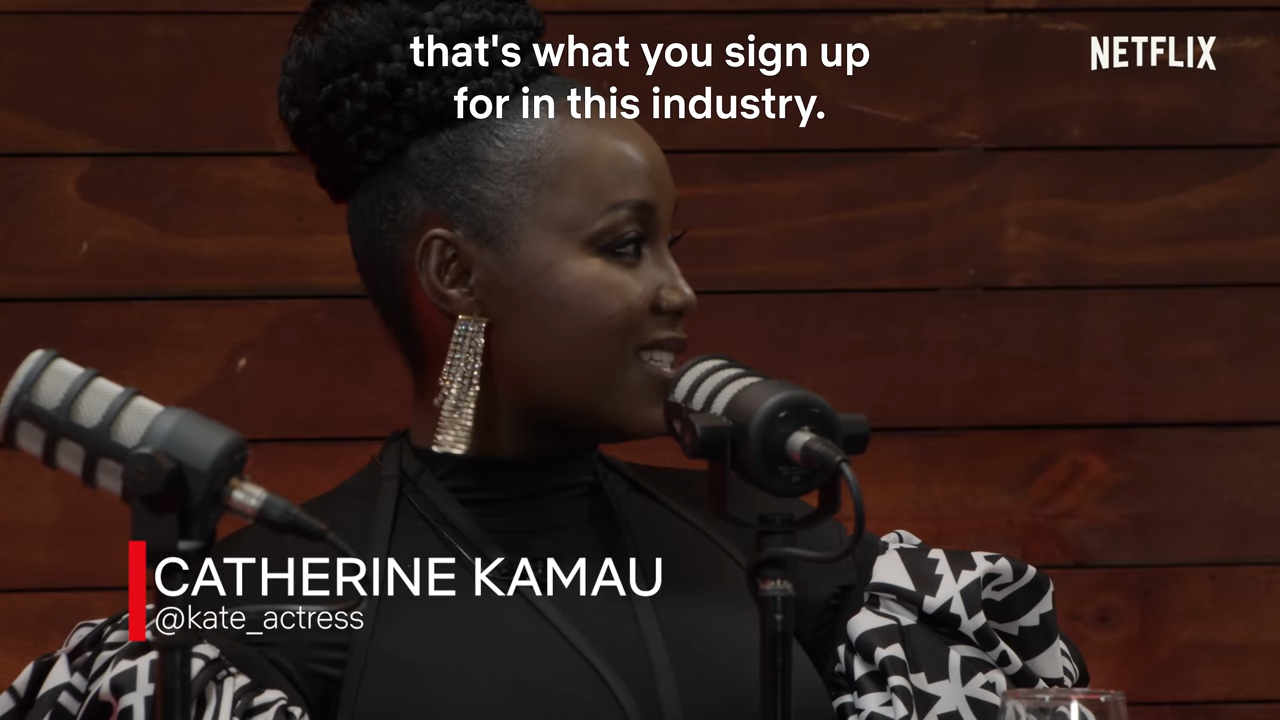 that's what you sign up
for in this industry.
NETFLIX
CATHERINE KAMAU
@kate_actress